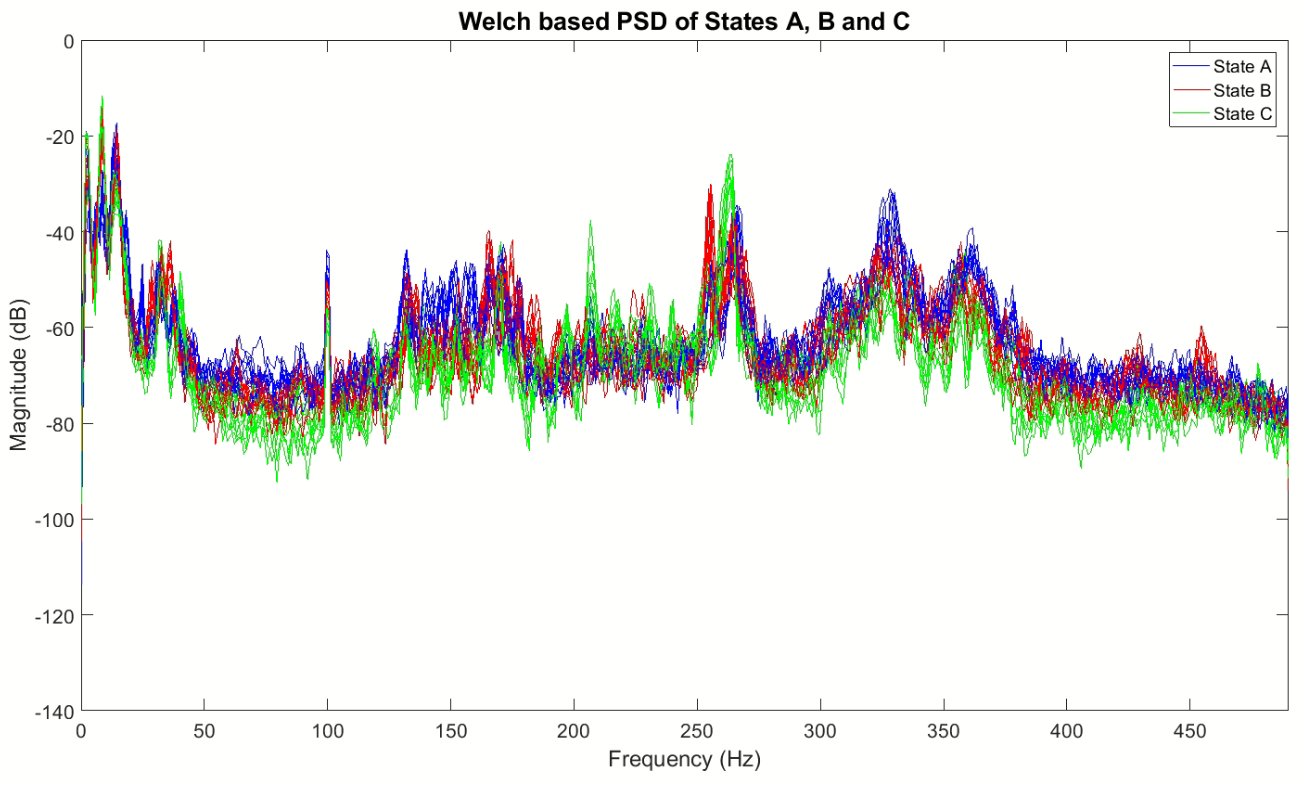 Welch based PSD of States A, B and C
State A
State B
State C
Magnitude (dB)
0
-20
-40
-60
-80
-100
-120
-140
0 50 100 150 200 250 300 350 400 450
Frequency (Hz)